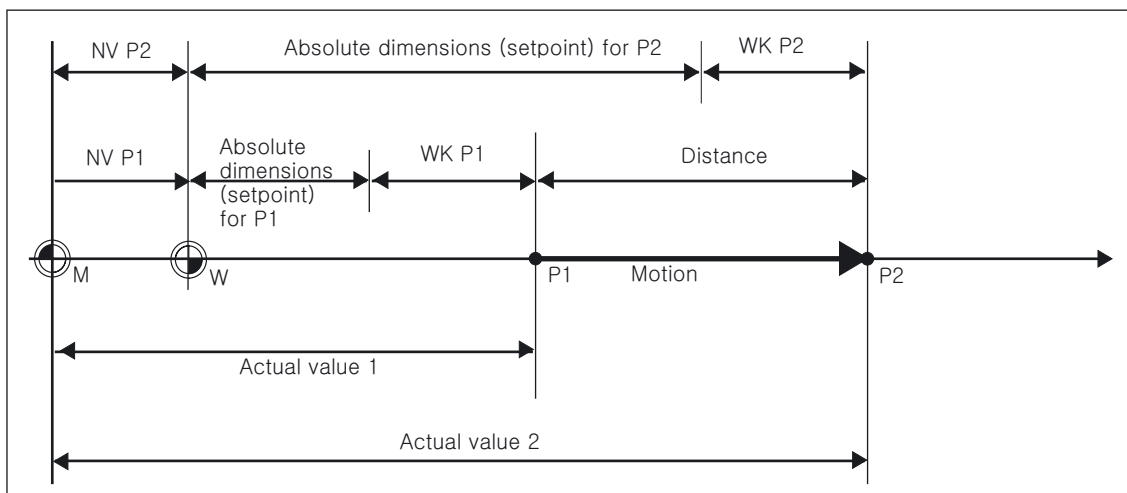 NV P2
Absolute dimensions (setpoint) for P2
WK P2
NV P1
Absolute
dimensions
(setpoint)
for P1
WK P1
Distance
M
W
P1
Motion
P2
Actual value 1
Actual value 2